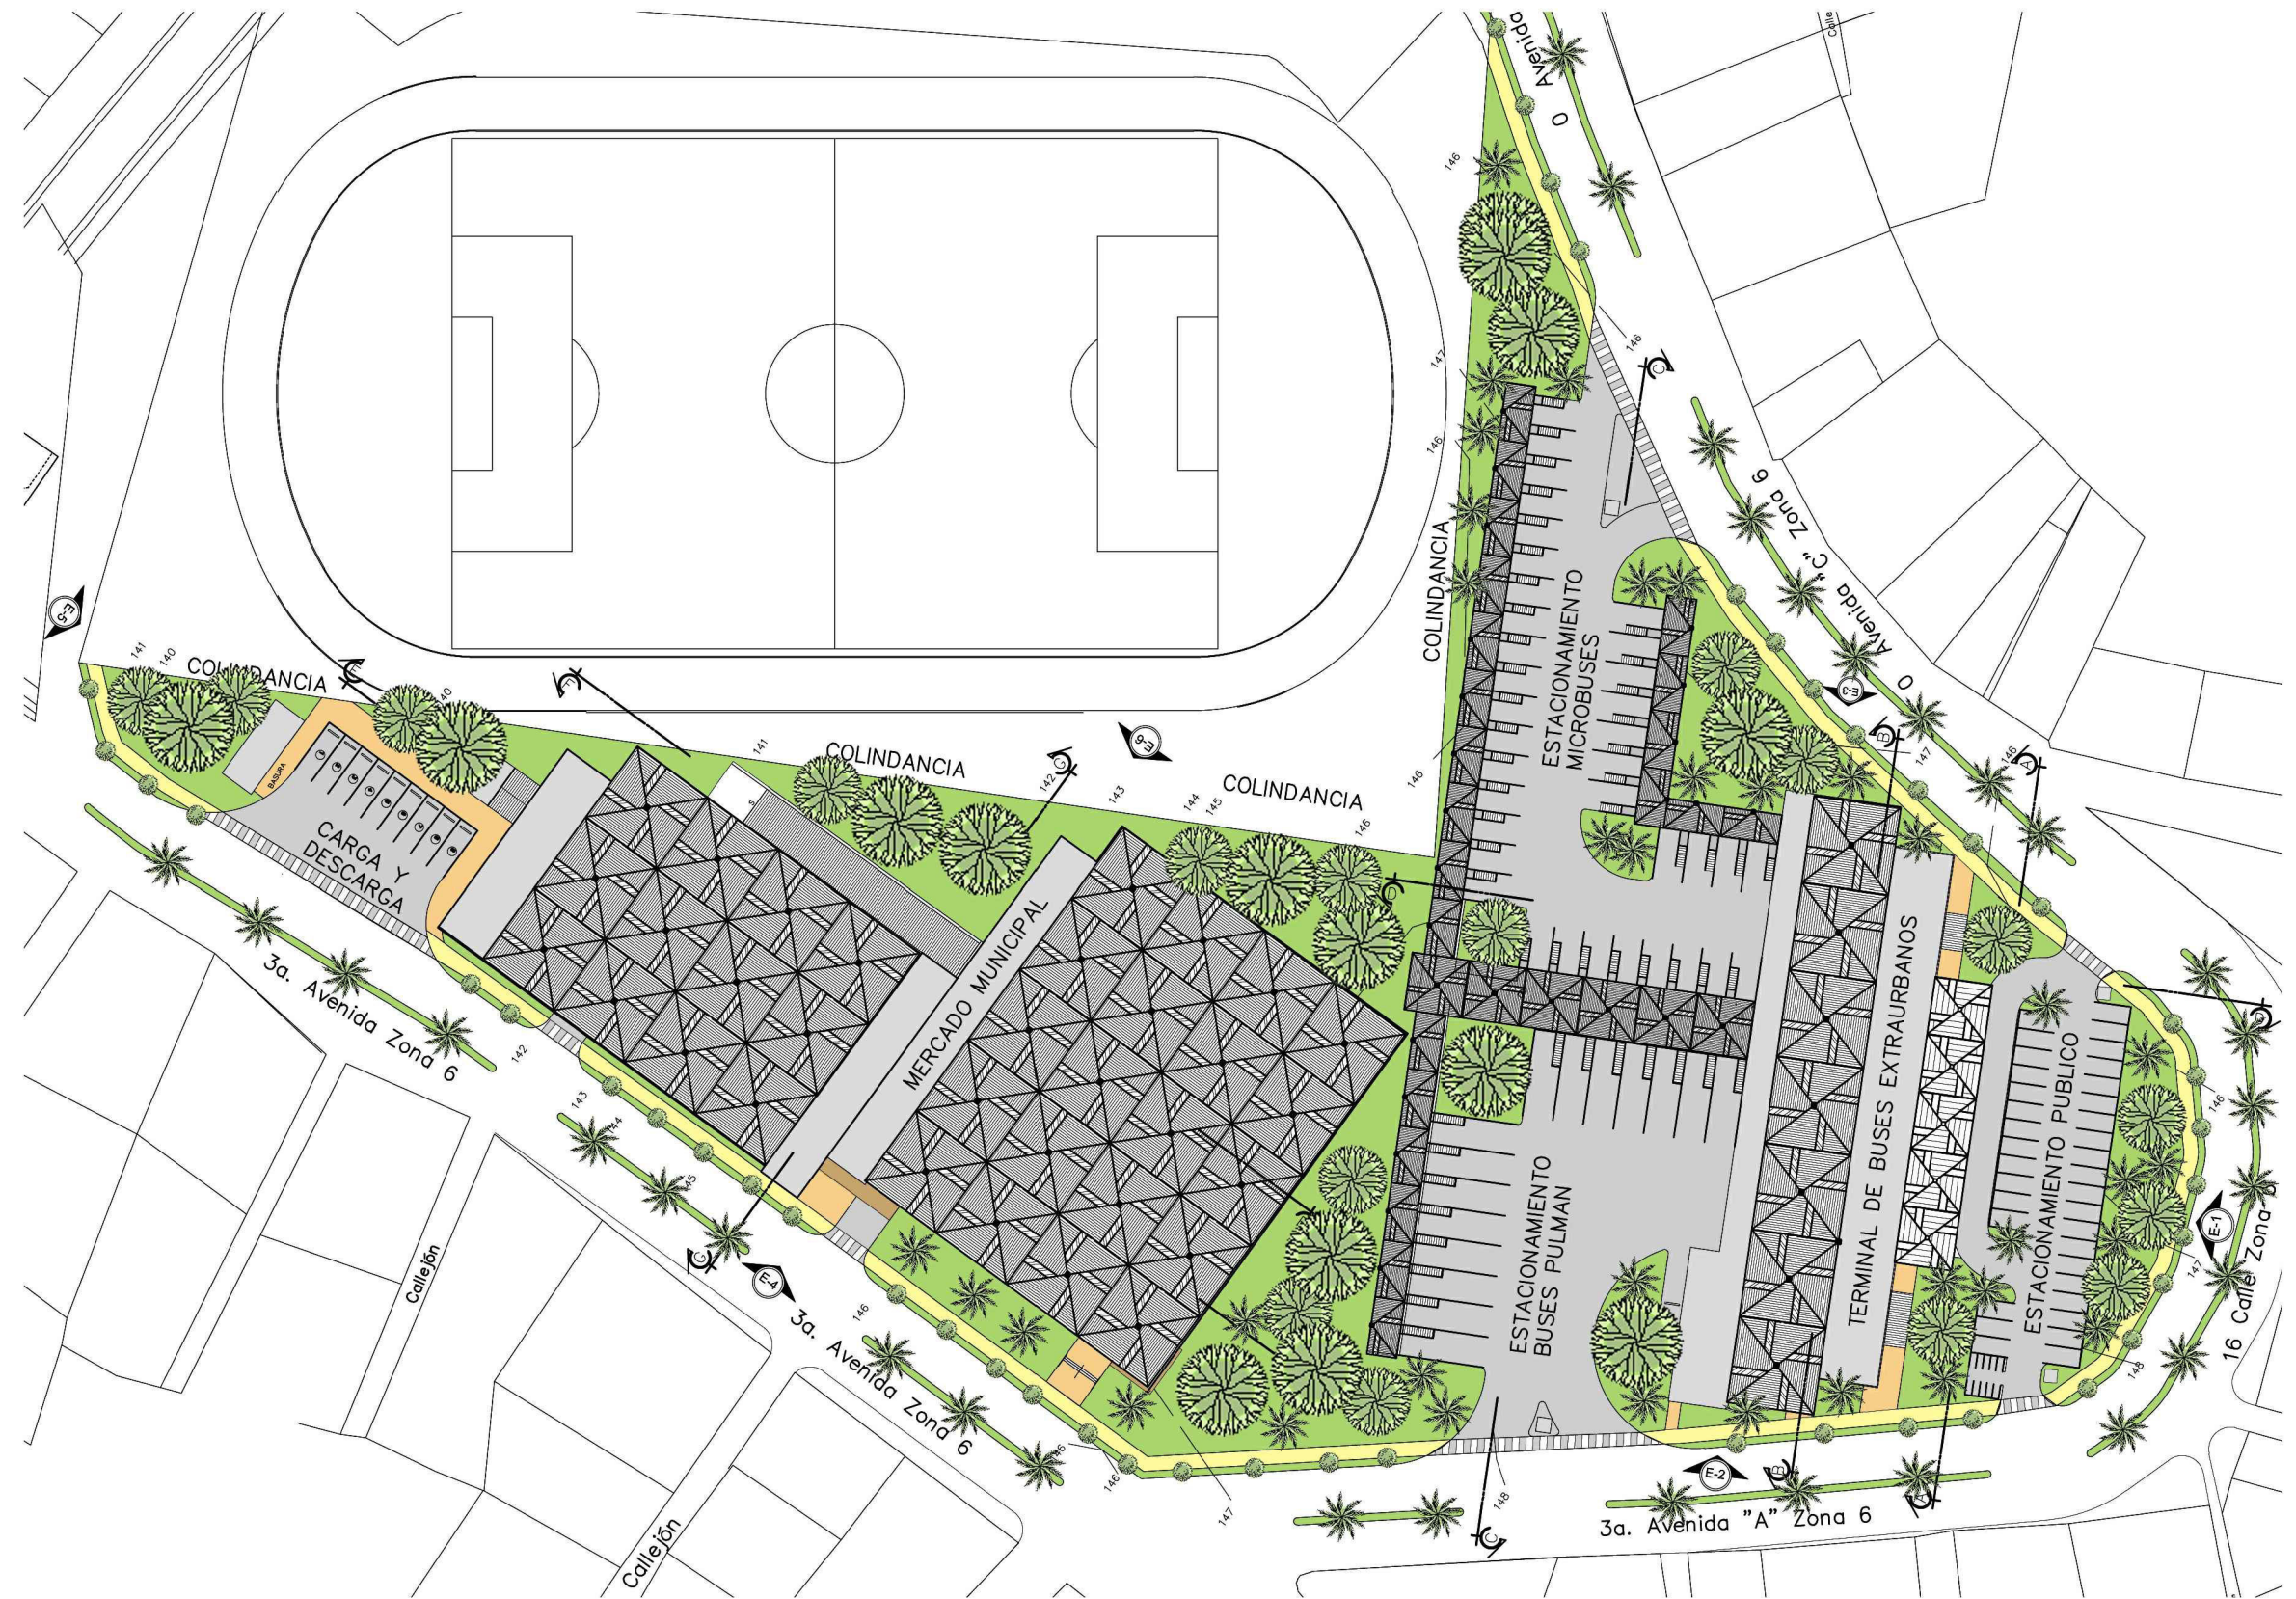 Avenida
0
Calle
146
146
147
146
C
COLINDANCIA
146
ESTACIONAMIENTO
MICROBUSES
Avenida "C" Zona 6
0
E-3
B
147
146
A
E-5
141
140
COLINDANCIA
E
140
F
141
COLINDANCIA
E-6
142
G
143
144
145
COLINDANCIA
146
146
D
BASURA
CARGA Y
DESCARGA
S
MERCADO MUNICIPAL
3a. Avenida Zona 6
142
143
144
145
G
E-4
146
3a. Avenida Zona 6
146
146
147
Callejón
Callejón
ESTACIONAMIENTO
BUSES PULMAN
TERMINAL DE BUSES EXTRAURBANOS
ESTACIONAMIENTO PUBLICO
D
146
E-1
147
148
16 Calle Zona
148
C
E-2
B
A
3a. Avenida "A" Zona 6